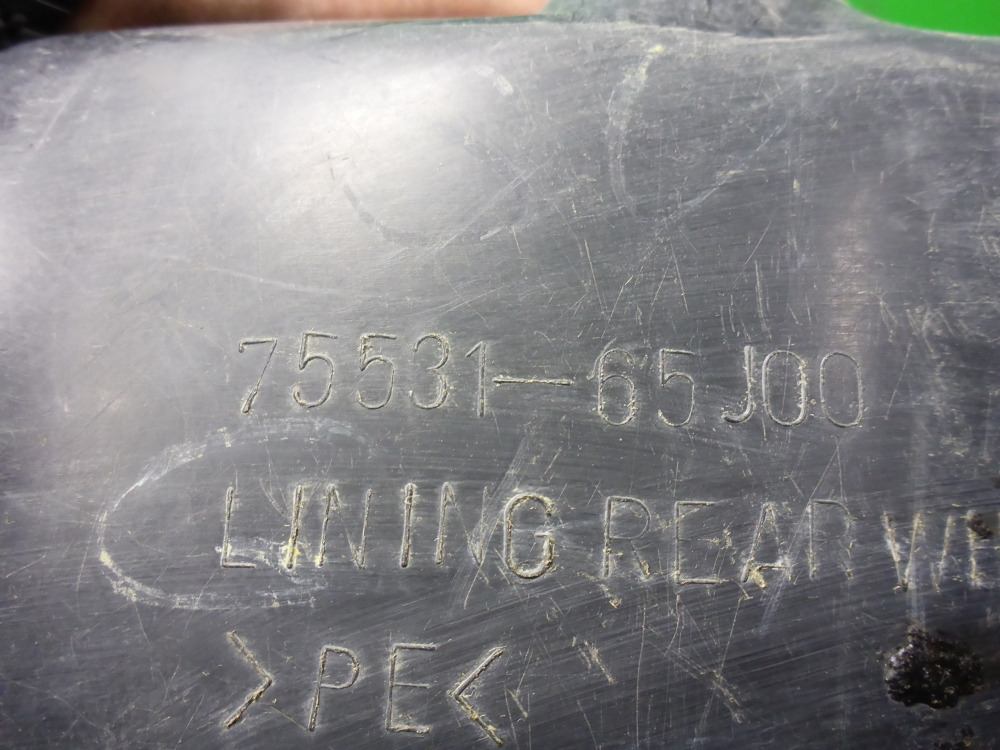 75531-65J00
LINING REAR
>PE<